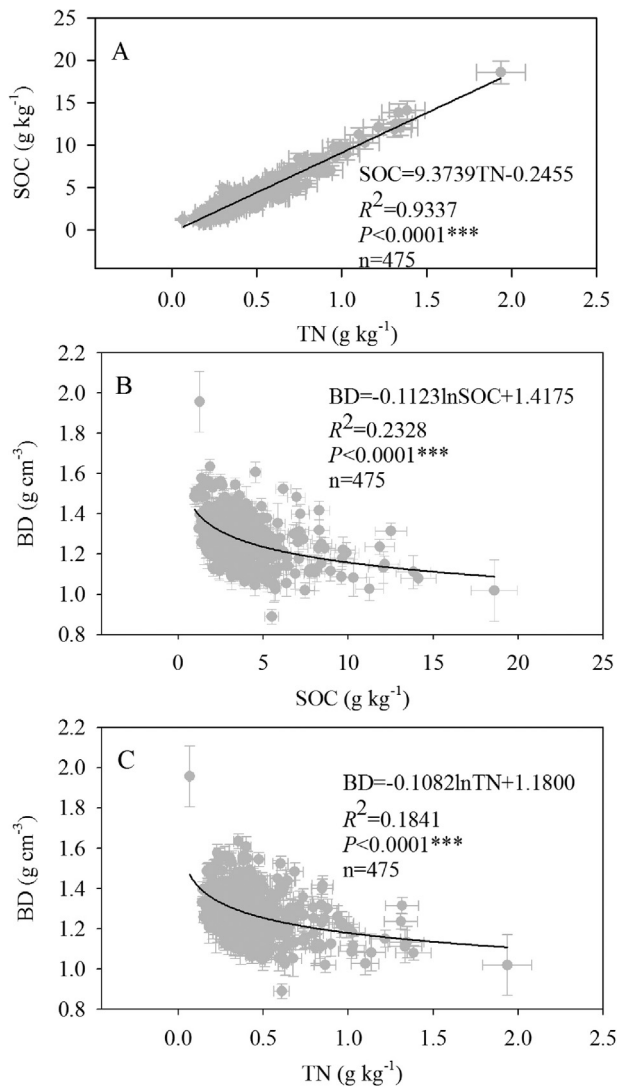 A
25
20
15
10
5
0
SOC (g kg-1)
SOC=9.3739TN-0.2455
R2=0.9337
P<0.0001***
n=475
0.0 0.5 1.0 1.5 2.0 2.5
TN (g kg-1)
B
2.2
2.0
1.8
1.6
1.4
1.2
1.0
0.8
BD (g cm-3)
BD=-0.1123lnSOC+1.4175
R2=0.2328
P<0.0001***
n=475
0 5 10 15 20 25
SOC (g kg-1)
C
2.2
2.0
1.8
1.6
1.4
1.2
1.0
0.8
BD (g cm-3)
BD=-0.1082lnTN+1.1800
R2=0.1841
P<0.0001***
n=475
0.0 0.5 1.0 1.5 2.0 2.5
TN (g kg-1)